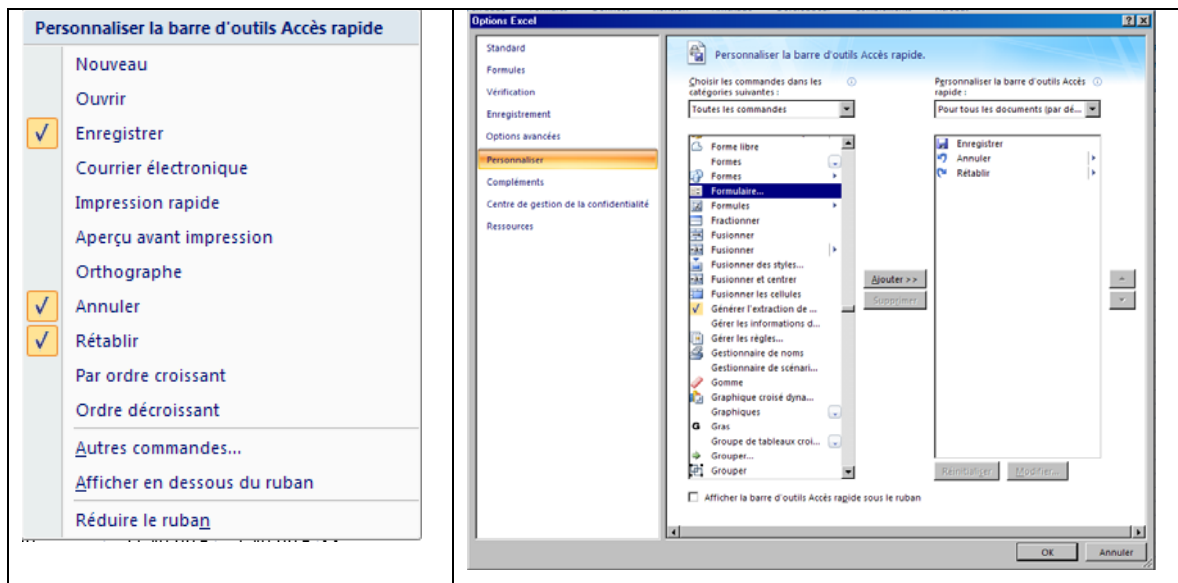 Personnaliser la barre d'outils Accès rapide
Nouveau
Ouvrir
Enregistrer
Courrier électronique
Impression rapide
Aperçu avant impression
Orthographe
Annuler
Rétablir
Par ordre croissant
Ordre décroissant
Autres commandes...
Afficher en dessous du ruban
Réduire le ruban
Options Excel
Standard
Formules
Vérification
Enregistrement
Options avancées
Personnaliser
Compléments
Centre de gestion de la confidentialité
Ressources
Personnaliser la barre d'outils Accès rapide.
Choisir les commandes dans les
catégories suivantes :
Toutes les commandes
Forme libre
Formes
Formes
Formulaire...
Formules
Fractionner
Fusionner
Fusionner
Fusionner des styles...
Fusionner et centrer
Fusionner les cellules
Générer l'extraction de ...
Gérer les informations d...
Gérer les règles...
Gestionnaire de noms
Gestionnaire de scénari...
Gomme
Graphique croisé dyna...
Graphiques
G Gras
Groupe de tableaux croi...
Grouper...
Grouper
Ajouter >>
Supprimer
Personnaliser la barre d'outils Accès
rapide :
Pour tous les documents (par dé...
Enregistrer
Annuler
Rétablir
Réinitialiser
Modifier...
Afficher la barre d'outils Accès rapide sous le ruban
OK
Annuler